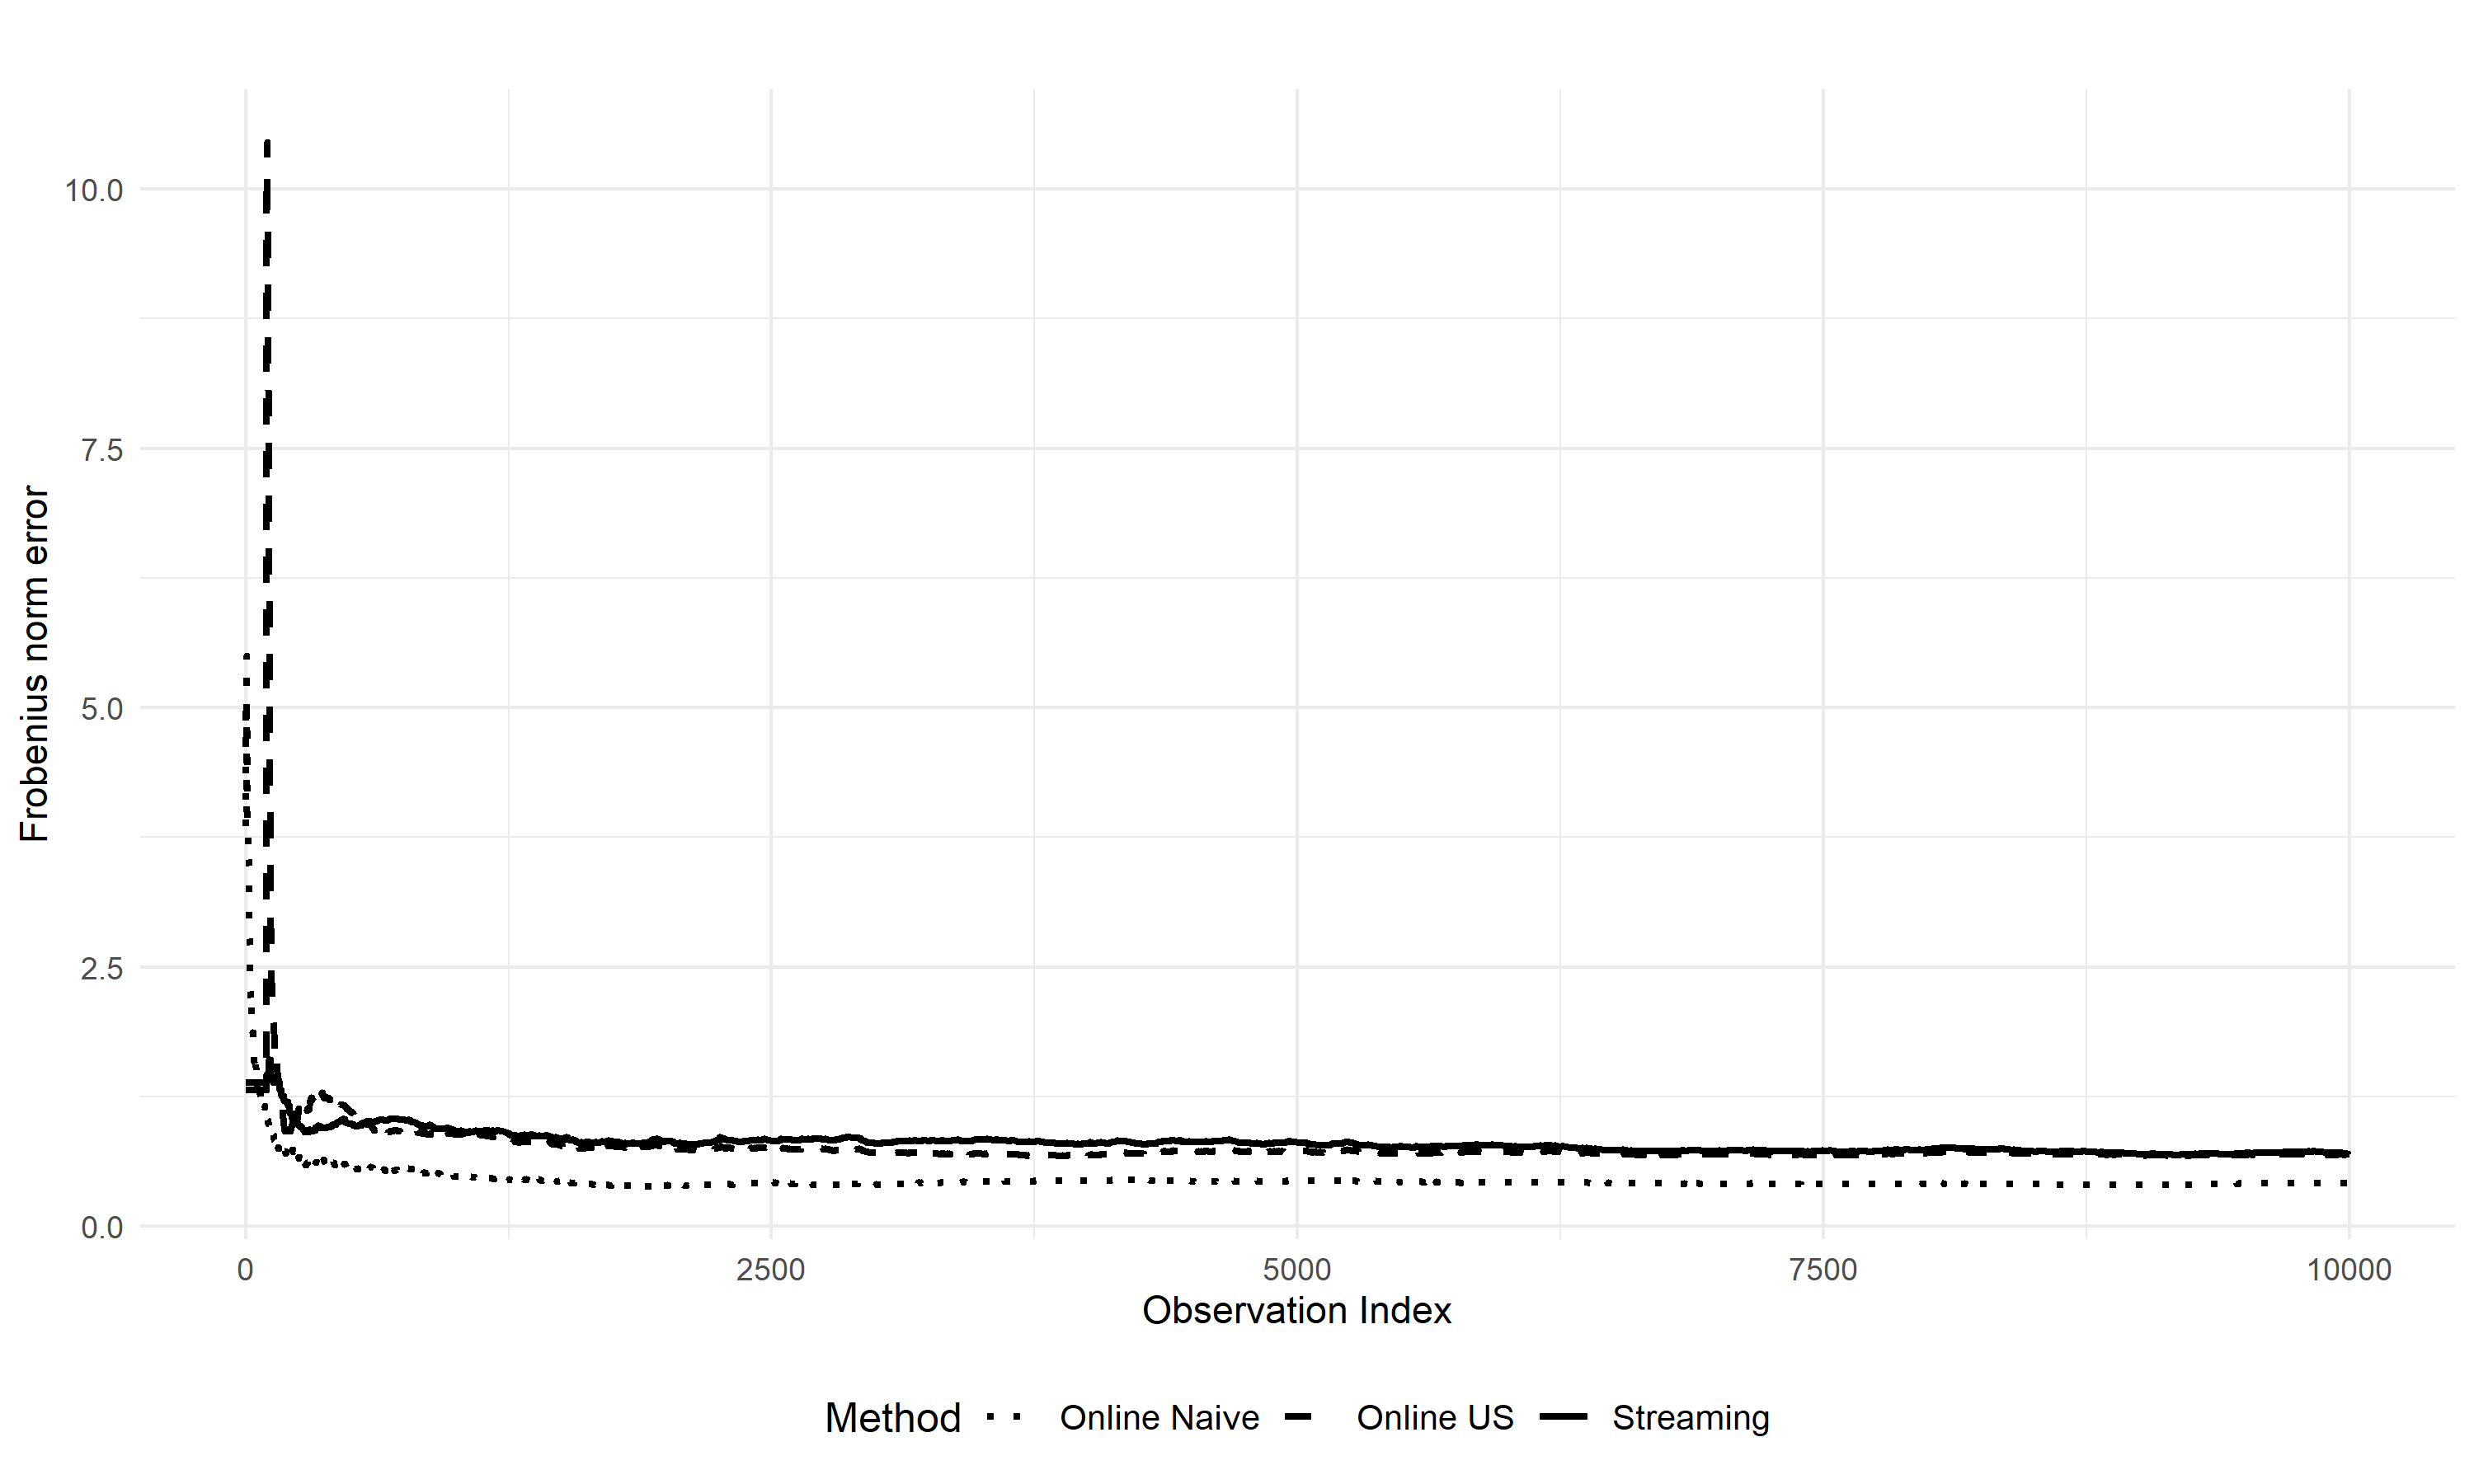 Frobenius norm error
10.0
7.5
5.0
2.5
0.0
0 2500 5000 7500 10000
Observation Index
Method Online Naive Online US Streaming